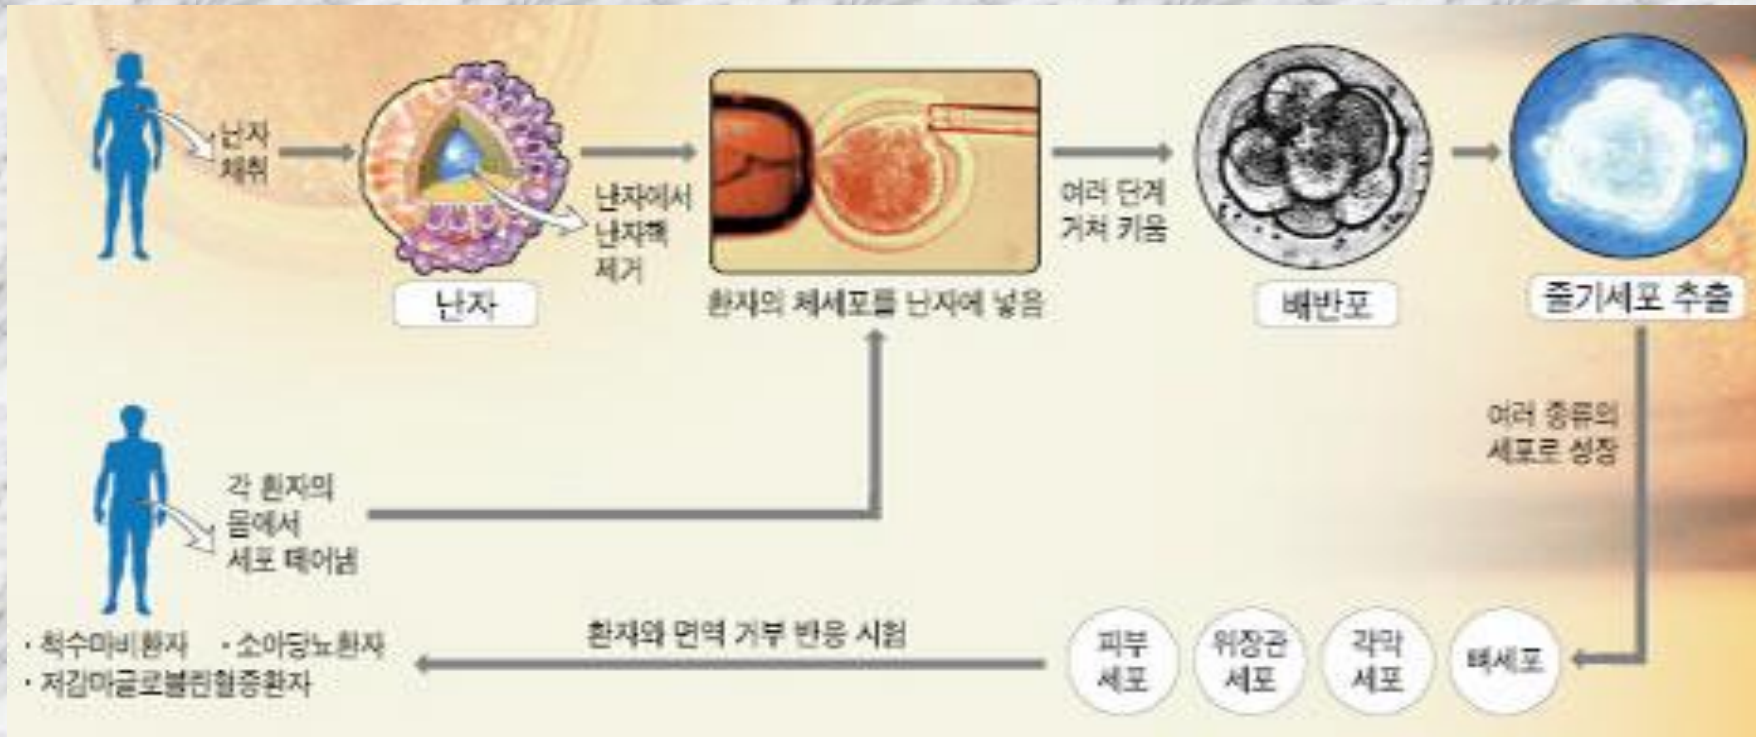 난자
채취
난자
난자에서
난자핵
제거
환자의 체세포를 난자에 넣음
여러 단계
거쳐 키움
배반포
줄기세포 추출
여러 종류의
세포로 성장
각 환자의
몸에서
세포 떼어냄
· 척수마비환자 · 소아당뇨환자
· 저감마글로불린혈증환자
환자와 면역 거부 반응 시험
피부
세포
위장관
세포
각막
세포
뼈세포